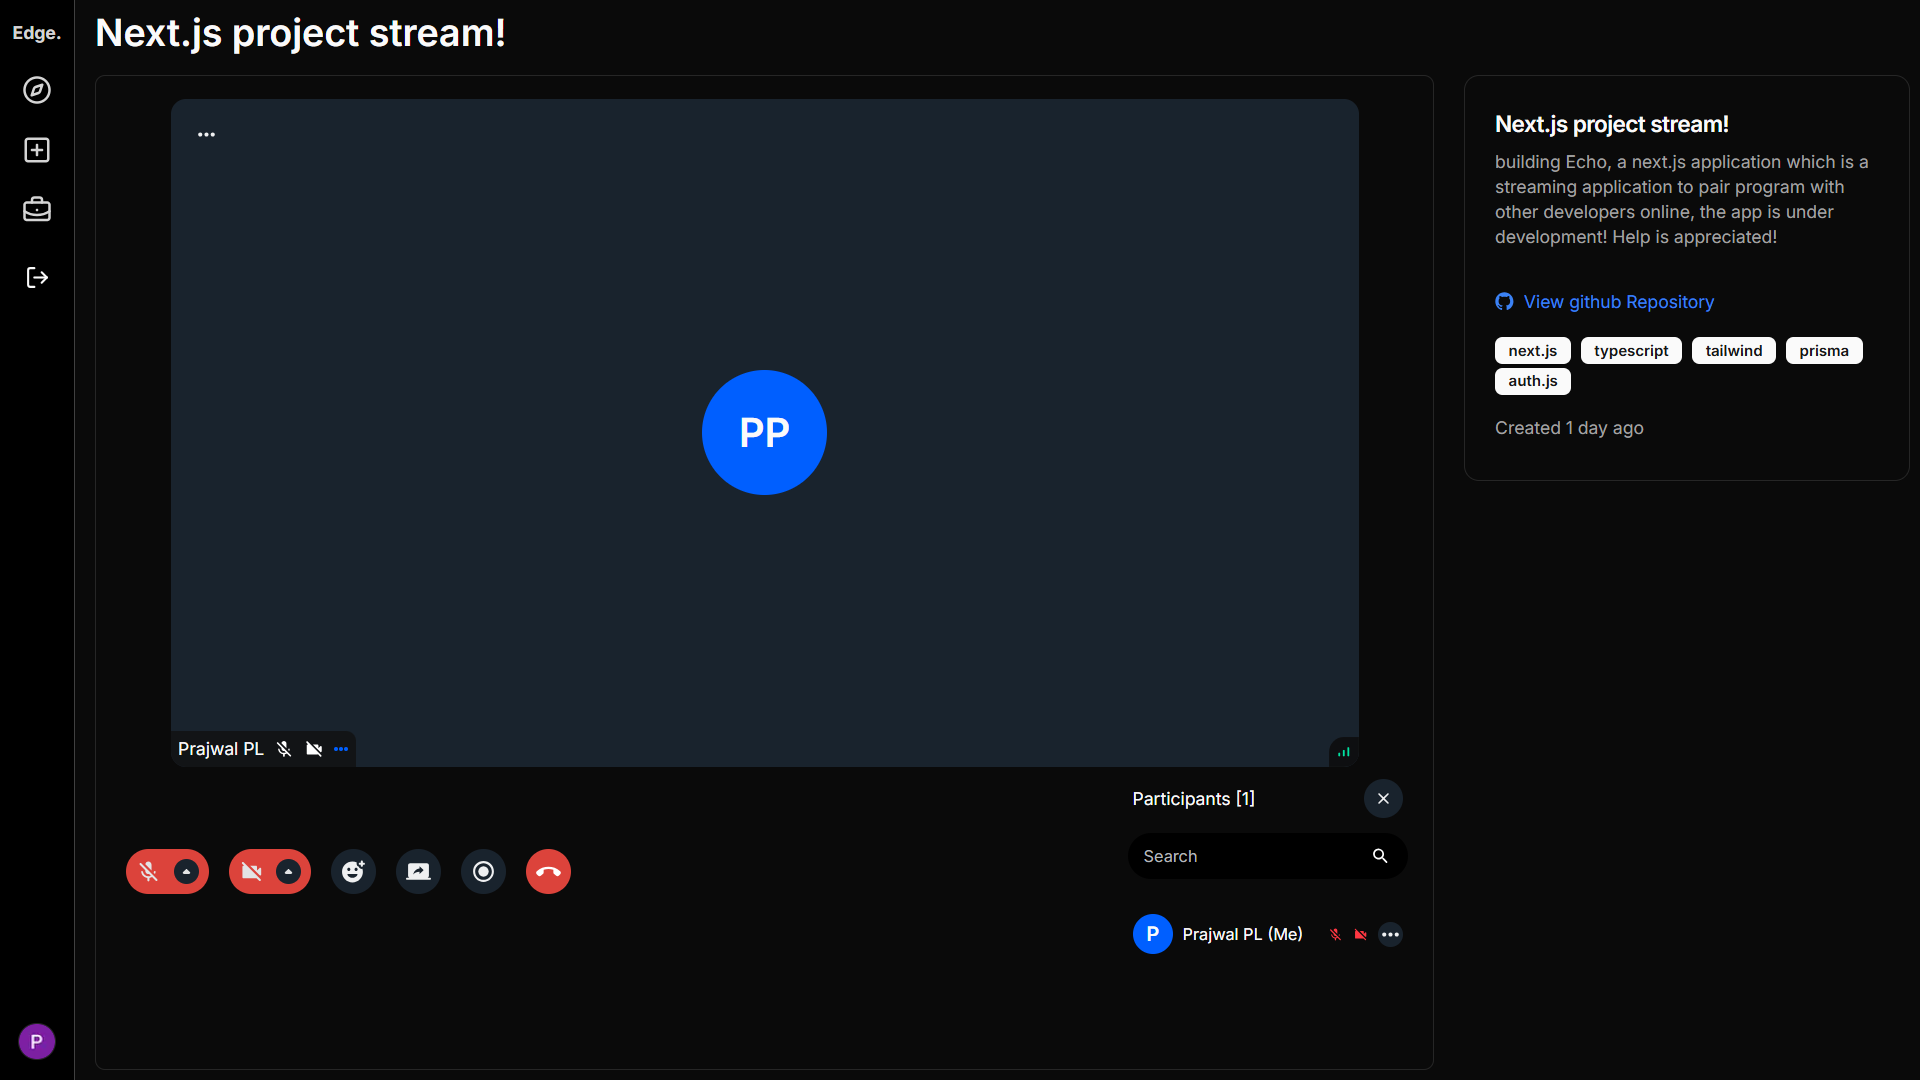 Edge.
Next.js project stream!
PP
Prajwal PL
Participants [1]
Search
P
Prajwal PL (Me)
Next.js project stream!
building Echo, a next.js application which is a
streaming application to pair program with
other developers online, the app is under
development! Help is appreciated!
View github Repository
next.js typescript tailwind prisma
auth.js
Created 1 day ago
P